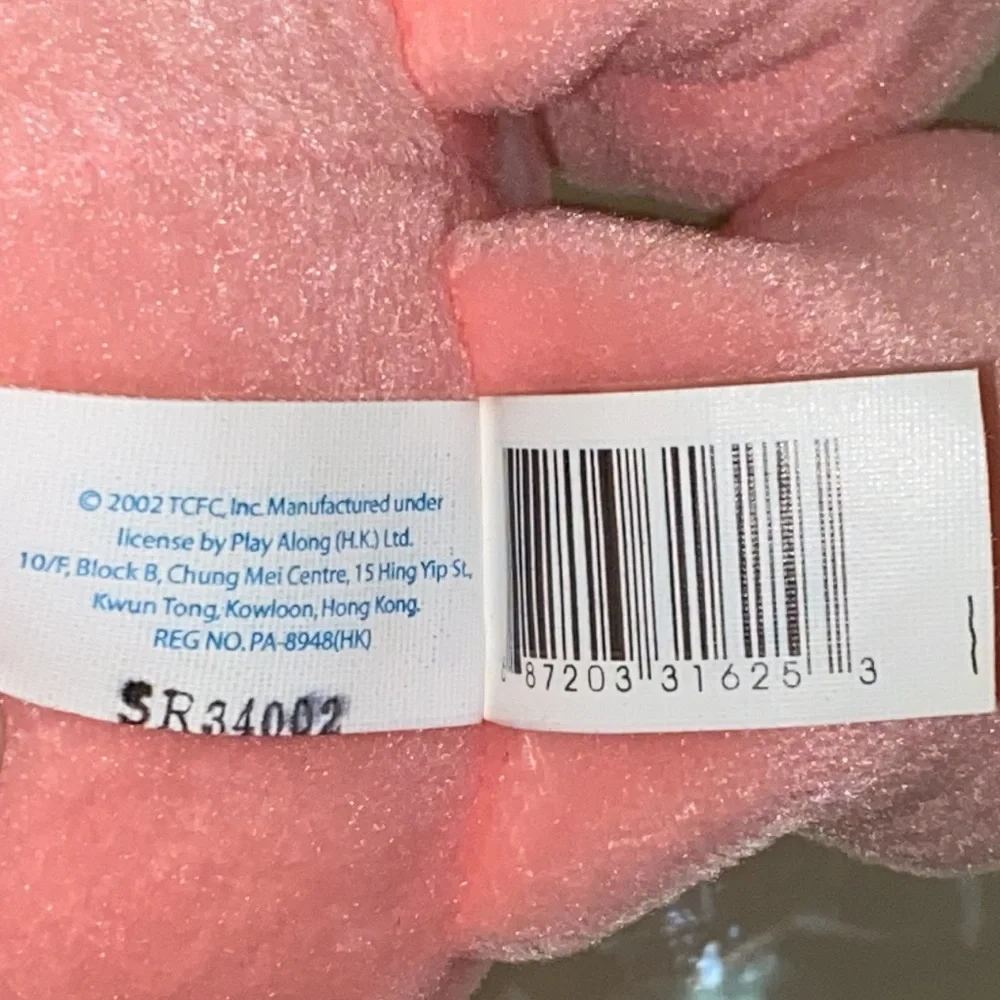 © 2002 TCFC, Inc. Manufactured under
license by Play Along (H.K.) Ltd.
10/F, Block B, Chung Mei Centre, 15 Hing Yip St.,
Kwun Tong, Kowloon, Hong Kong.
REG NO. PA-8948(HK)
SR34002
87203 31625 3